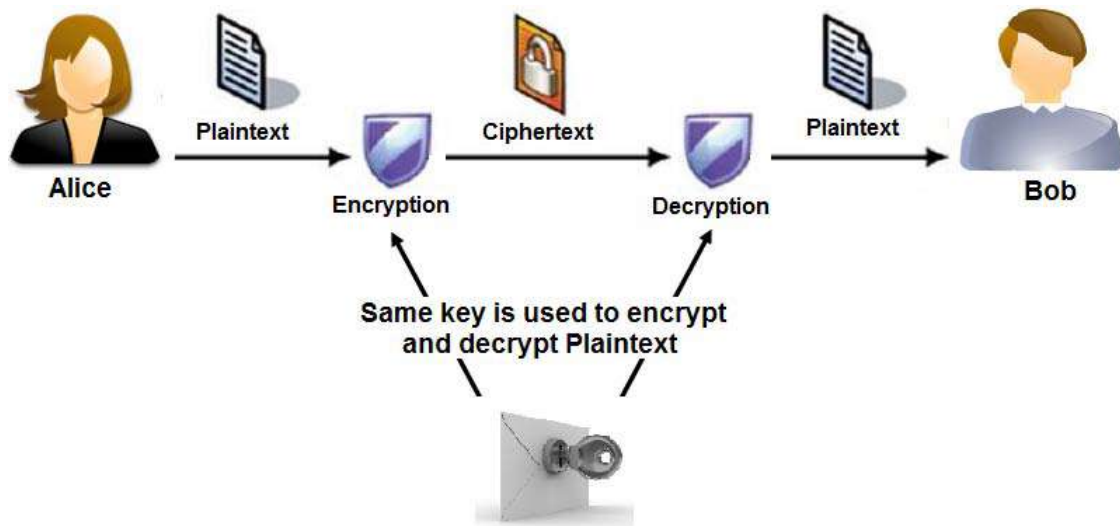 Plaintext
Ciphertext
Plaintext
Alice
Encryption
Decryption
Bob
Same key is used to encrypt
and decrypt Plaintext